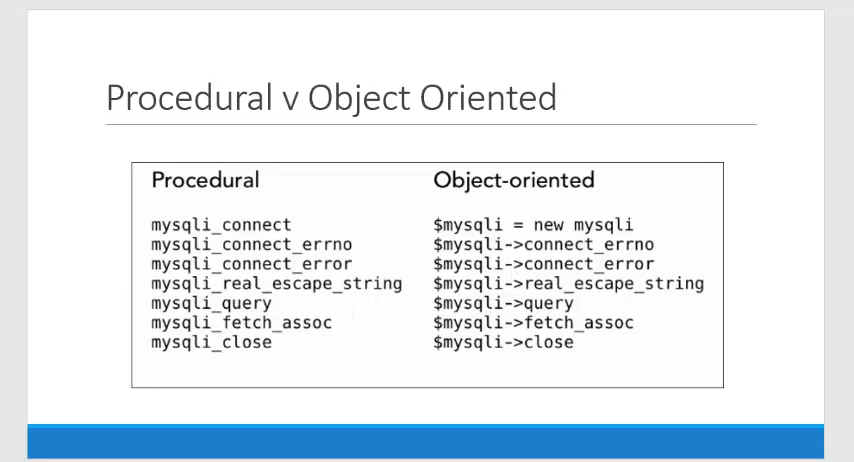 Procedural v Object Oriented
Procedural
mysqli_connect
mysqli_connect_errno
mysqli_connect_error
mysqli_real_escape_string
mysqli_query
mysqli_fetch_assoc
mysqli_close
Object-oriented
$mysqli = new mysqli
$mysqli->connect_errno
$mysqli->connect_error
$mysqli->real_escape_string
$mysqli->query
$mysqli->fetch_assoc
$mysqli->close